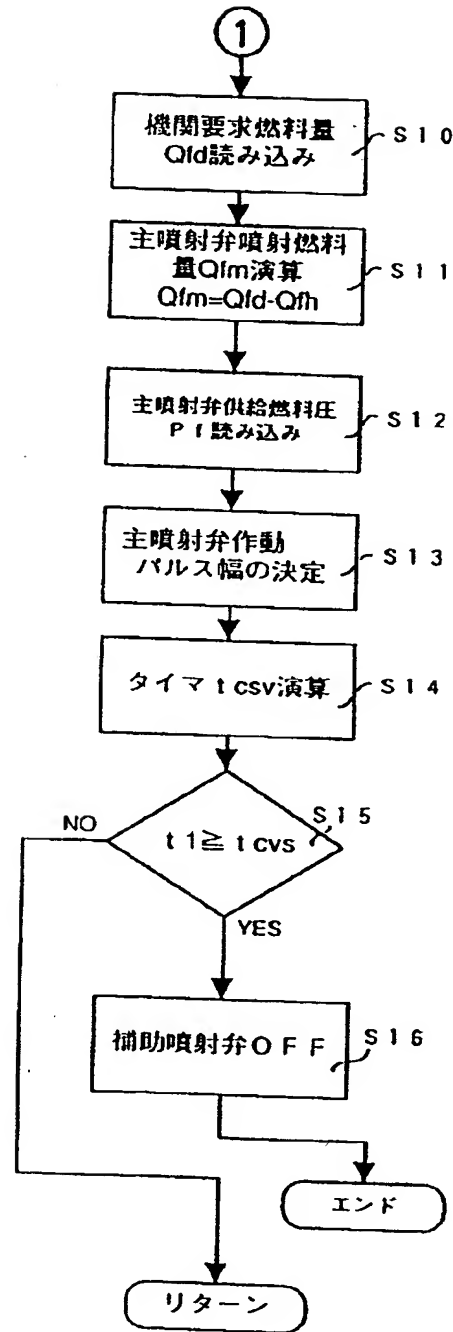 1
機関要求燃料量
Qfd読み込み
S10
主噴射弁噴射燃料
量Qfm演算
Qfm=Qfd-Qfh
S11
主噴射弁供給燃料圧
Pf読み込み
S12
主噴射弁作動
パルス幅の決定
S13
タイマtcsv演算
S14
t1≧tcvs
S15
NO
YES
補助噴射弁OFF
S16
エンド
リターン